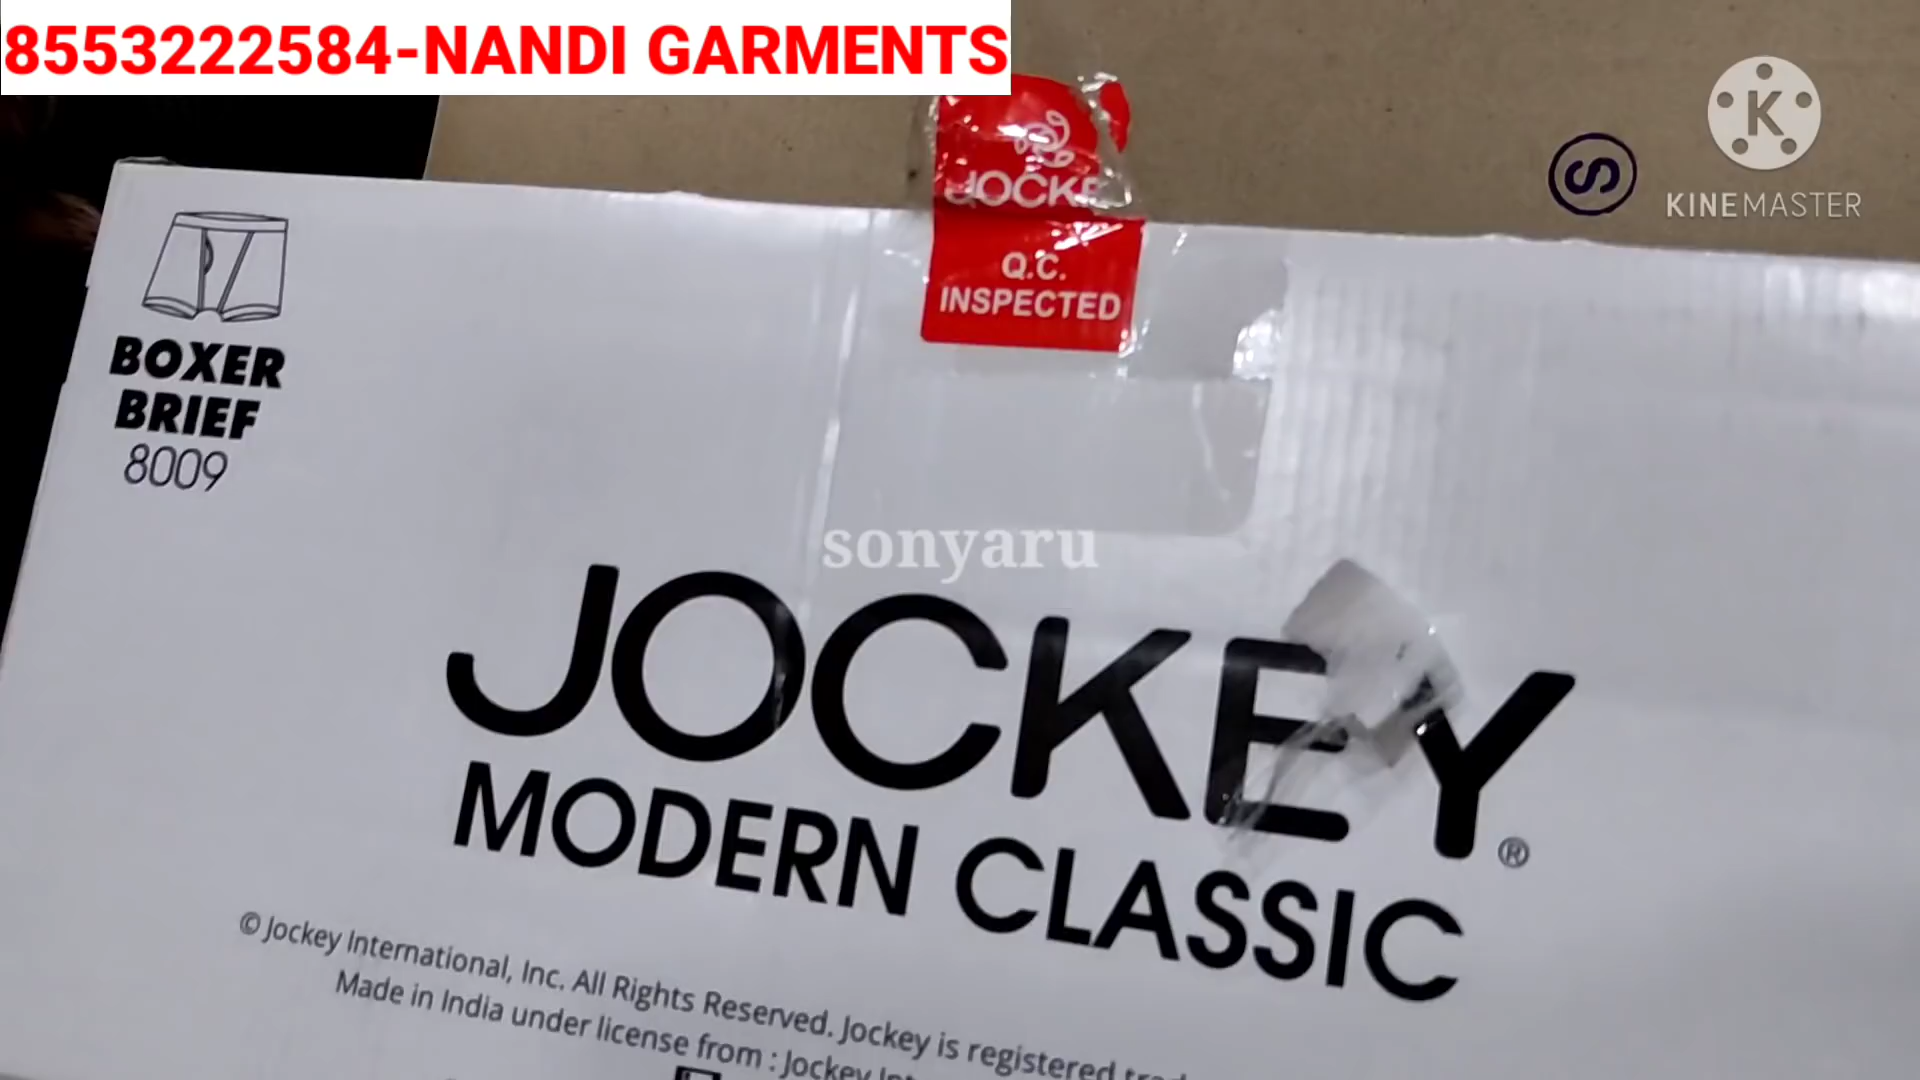 8553222584-NANDI GARMENTS
K
KINEMASTER
JOCKE
Q.C.
INSPECTED
BOXER
BRIEF
8009
sonyaru
JOCKEY®
MODERN CLASSIC
© Jockey International, Inc. All Rights Reserved. Jockey is registered
Made in India under license from : Jockey